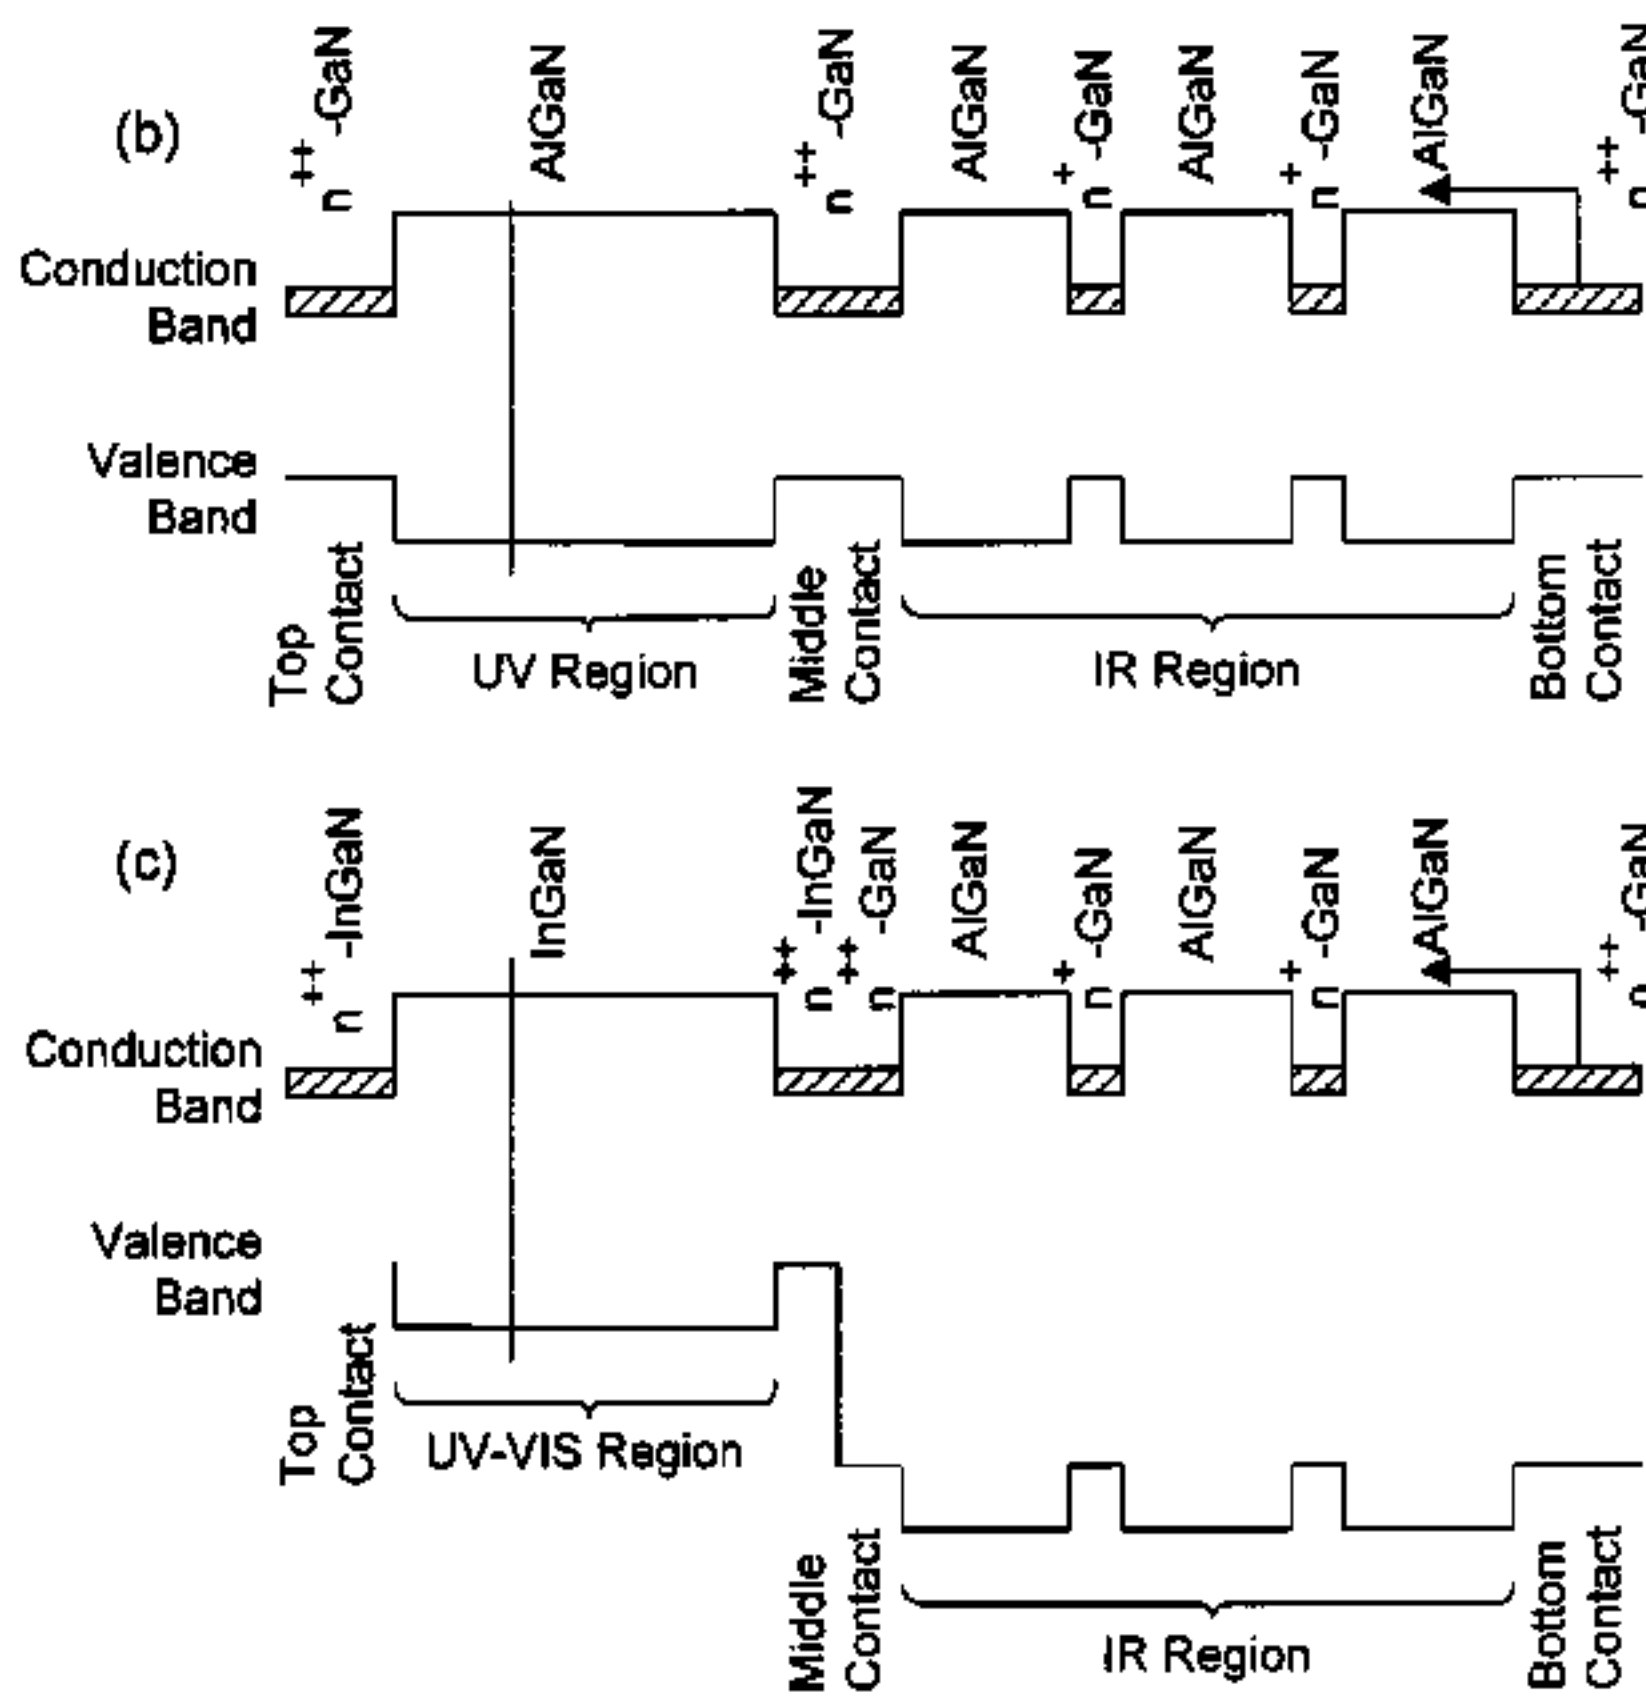 (b)
n++-GaN
AlGaN
n++-GaN
AlGaN
n+-GaN
AlGaN
n+-GaN
AlGaN
n++-GaN
Conduction
Band
Valence
Band
Top
Contact
UV Region
Middle
Contact
IR Region
Bottom
Contact
(c)
n++-InGaN
InGaN
n++-InGaN
n++-GaN
AlGaN
n+-GaN
AlGaN
n+-GaN
AlGaN
n++-GaN
Conduction
Band
Valence
Band
Top
Contact
UV-VIS Region
Middle
Contact
IR Region
Bottom
Contact